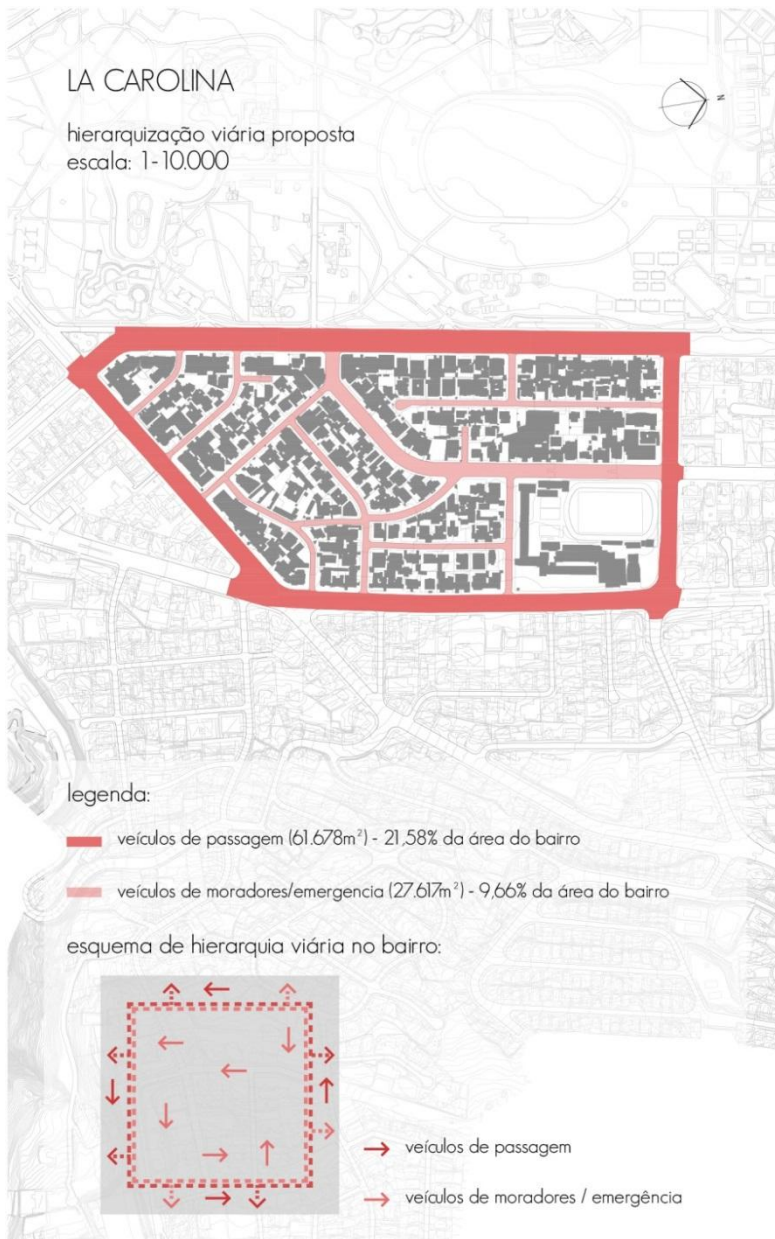 LA CAROLINA
N
hierarquização viária proposta
escala: 1-10.000
legenda:
veículos de passagem (61.678m²) - 21,58% da área do bairro
veículos de moradores/emergencia (27.617m²) - 9,66% da área do bairro
esquema de hierarquia viária no bairro:
veículos de passagem
veículos de moradores / emergência